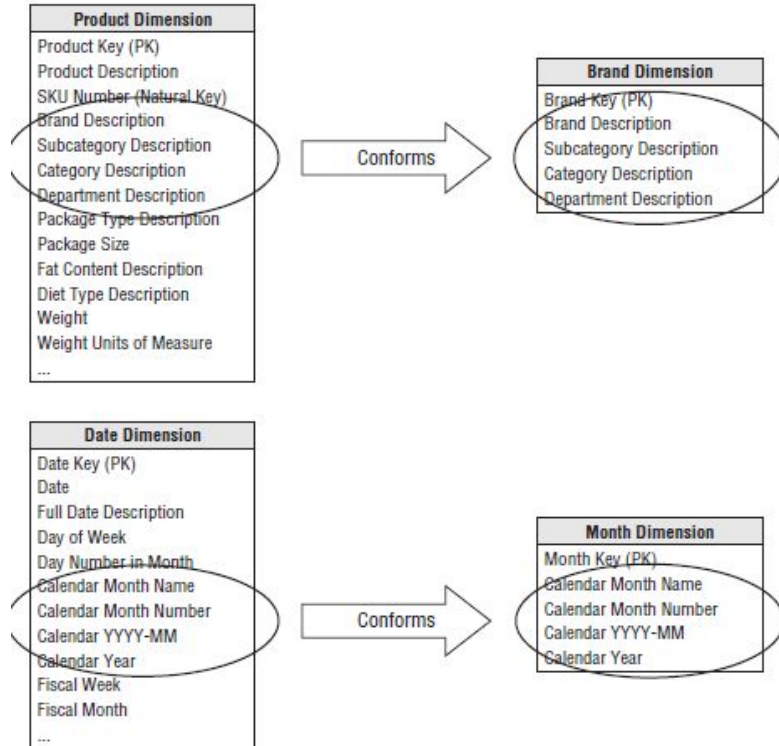 Product Dimension
Product Key (PK)
Product Description
SKU Number (Natural Key)
Brand Description
Subcategory Description
Category Description
Department Description
Package Type Description
Package Size
Fat Content Description
Diet Type Description
Weight
Weight Units of Measure
...
Conforms
Brand Dimension
Brand Key (PK)
Brand Description
Subcategory Description
Category Description
Department Description
Date Dimension
Date Key (PK)
Date
Full Date Description
Day of Week
Day Number in Month
Calendar Month Name
Calendar Month Number
Calendar YYYY-MM
Calendar Year
Fiscal Week
Fiscal Month
...
Conforms
Month Dimension
Month Key (PK)
Calendar Month Name
Calendar Month Number
Calendar YYYY-MM
Calendar Year